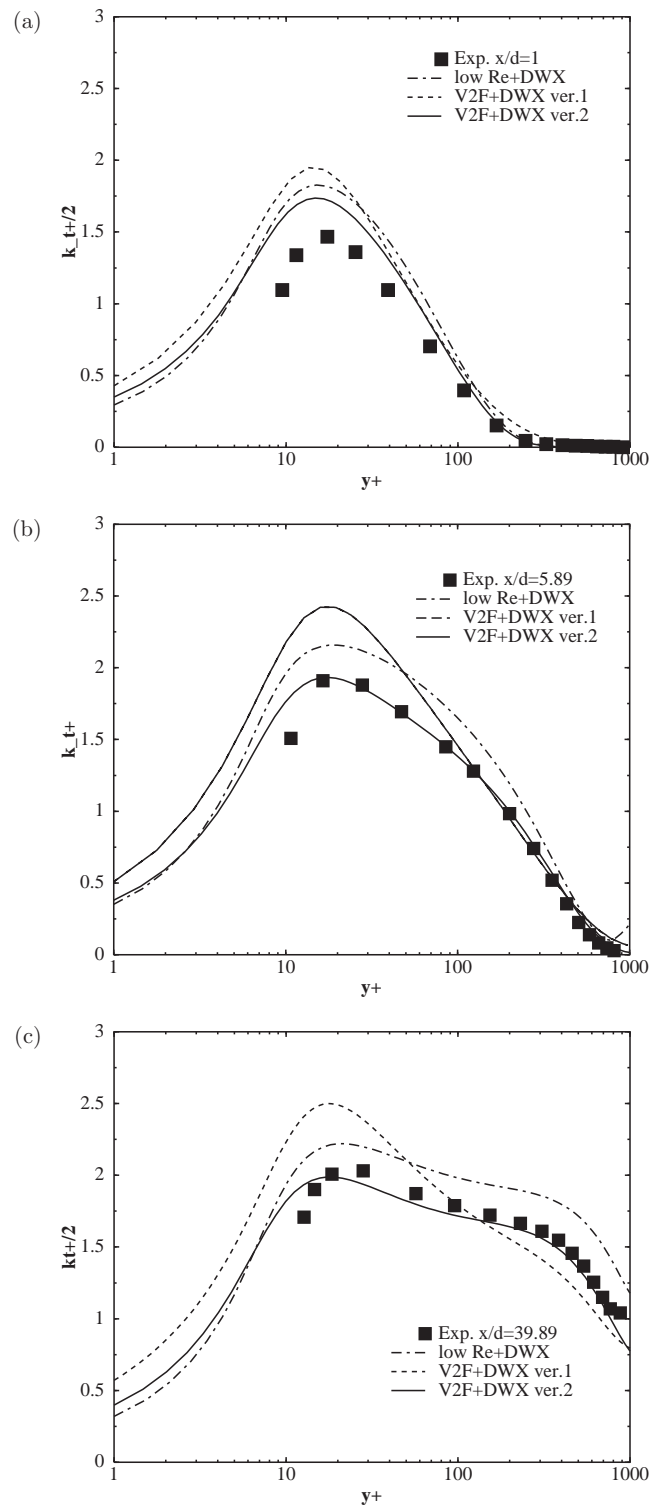 (a)
3
2.5
2
1.5
1
0.5
0
k_t+/2
Exp. x/d=1
low Re+DWX
V2F+DWX ver.1
V2F+DWX ver.2
1 10 100 1000
y+
(b)
3
2.5
2
1.5
1
0.5
0
k_t+
Exp. x/d=5.89
low Re+DWX
V2F+DWX ver.1
V2F+DWX ver.2
1 10 100 1000
y+
(c)
3
2.5
2
1.5
1
0.5
0
kt+/2
Exp. x/d=39.89
low Re+DWX
V2F+DWX ver.1
V2F+DWX ver.2
1 10 100 1000
y+